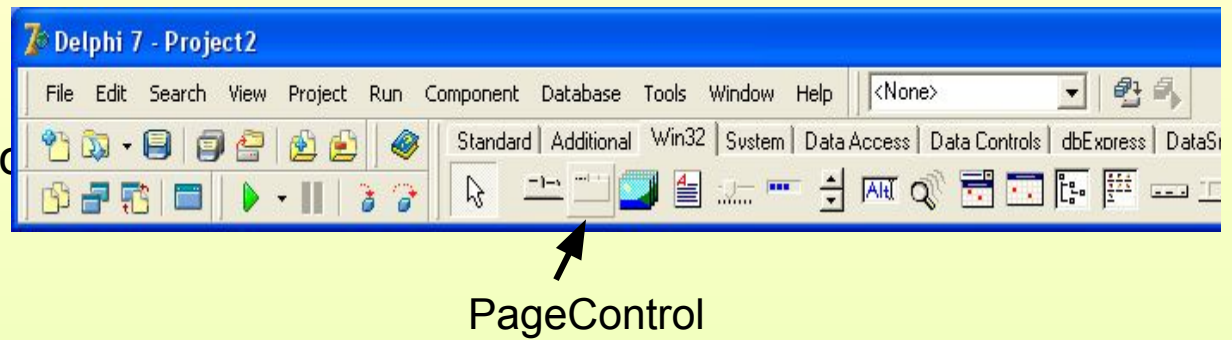 Delphi 7 - Project2
File Edit Search View Project Run Component Database Tools Window Help <None>
Standard Additional Win32 System Data Access Data Controls dbExpress
PageControl